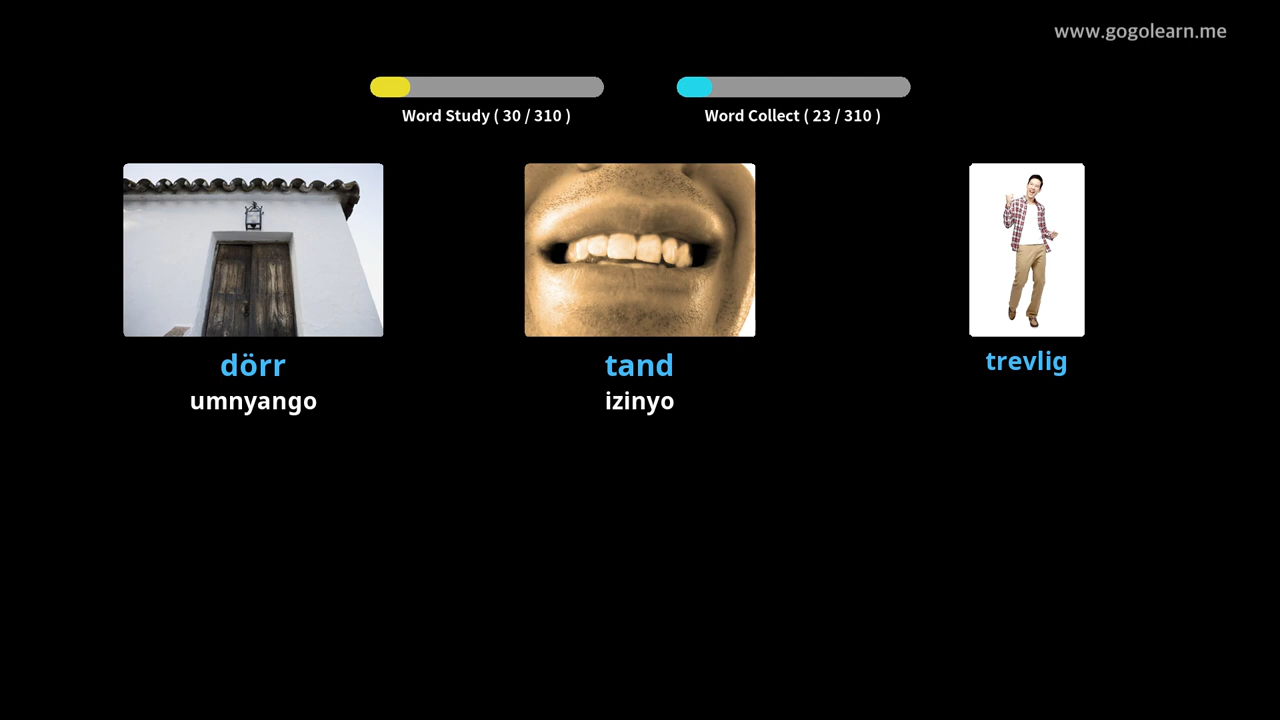 www.gogolearn.me
Word Study ( 30 / 310 )
Word Collect ( 23 / 310 )
dörr
tand
trevlig
umnyango
izinyo